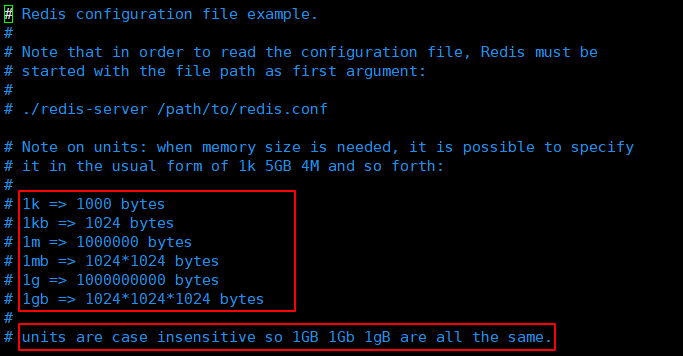 # Redis configuration file example.
#
# Note that in order to read the configuration file, Redis must be
# started with the file path as first argument:
#
# ./redis-server /path/to/redis.conf

# Note on units: when memory size is needed, it is possible to specify
# it in the usual form of 1k 5GB 4M and so forth:
#
# 1k => 1000 bytes
# 1kb => 1024 bytes
# 1m => 1000000 bytes
# 1mb => 1024*1024 bytes
# 1g => 1000000000 bytes
# 1gb => 1024*1024*1024 bytes
#
# units are case insensitive so 1GB 1Gb 1gB are all the same.